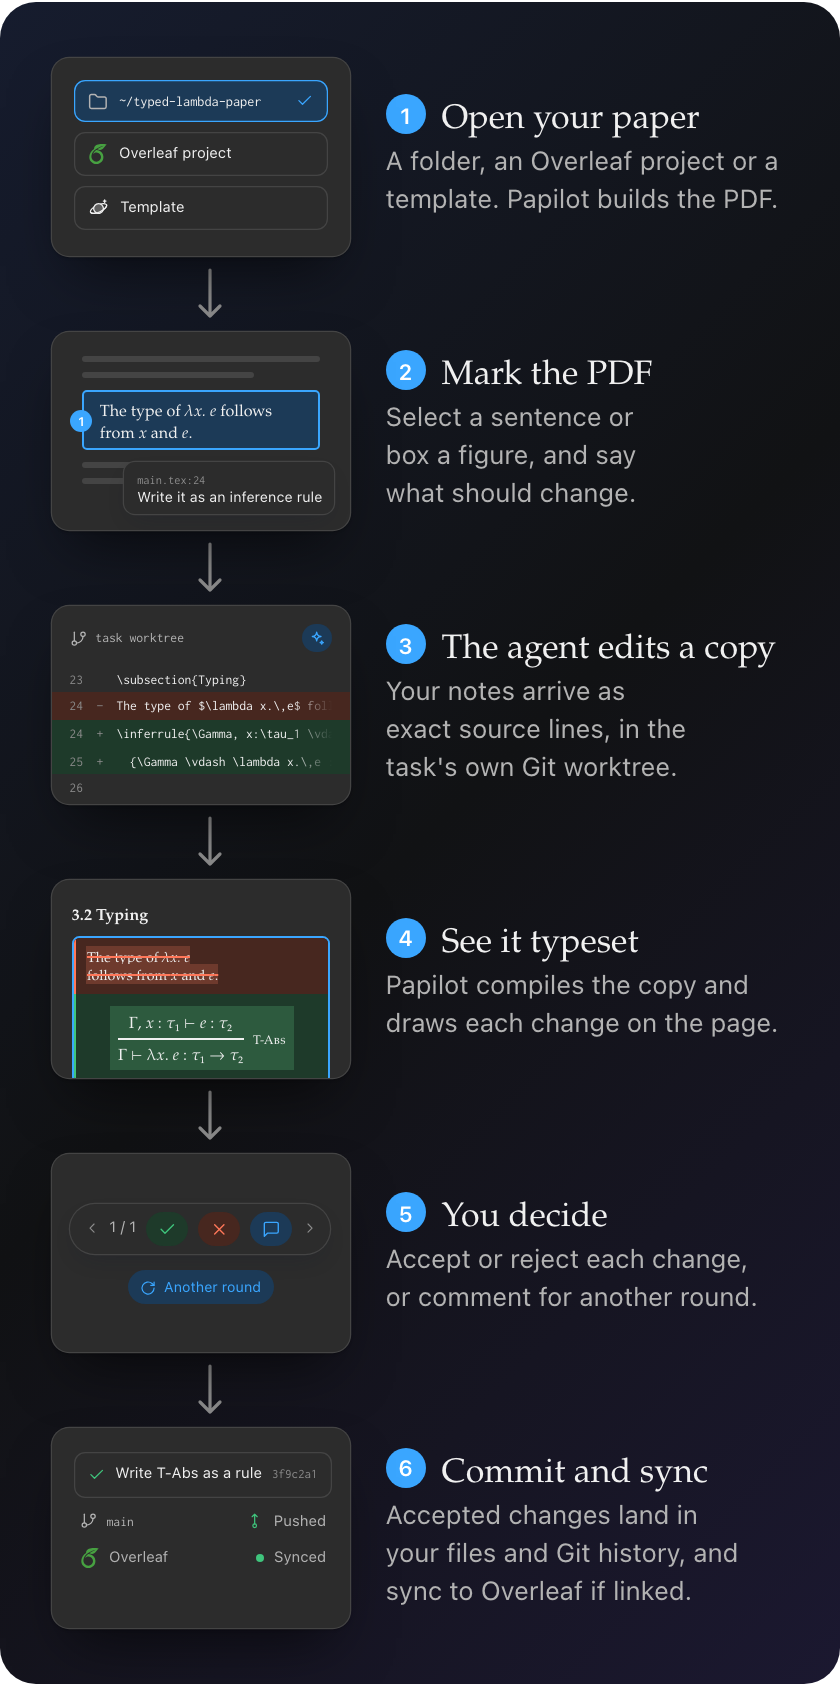 ~/typed-lambda-paper
Overleaf project
Template
1 Open your paper
A folder, an Overleaf project or a
template. Papilot builds the PDF.
1
The type of λx. e follows
from x and e.
main.tex:24
Write it as an inference rule
2 Mark the PDF
Select a sentence or
box a figure, and say
what should change.
task worktree
23 \subsection{Typing}
24 − The type of $\lambda x.\,e$ fol
24 + \inferrule{\Gamma, x:\tau_1 \vd
25 + {\Gamma \vdash \lambda x.\,e
26
3 The agent edits a copy
Your notes arrive as
exact source lines, in the
task's own Git worktree.
3.2 Typing
The type of λx. e
follows from x and e.
Γ, x : τ₁ ⊢ e : τ₂
Γ ⊢ λx. e : τ₁ → τ₂ T-Abs
4 See it typeset
Papilot compiles the copy and
draws each change on the page.
1 / 1
Another round
5 You decide
Accept or reject each change,
or comment for another round.
Write T-Abs as a rule 3f9c2a1
main Pushed
Overleaf Synced
6 Commit and sync
Accepted changes land in
your files and Git history, and
sync to Overleaf if linked.